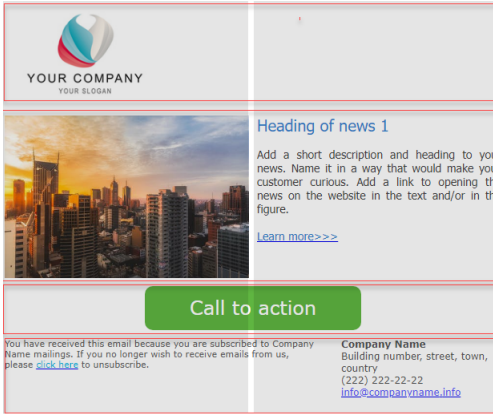 YOUR COMPANY
YOUR SLOGAN
Heading of news 1
Add a short description and heading to you
news. Name it in a way that would make you
customer curious. Add a link to opening th
news on the website in the text and/or in th
figure.
Learn more>>>
Call to action
You have received this email because you are subscribed to Company
Name mailings. If you no longer wish to receive emails from us,
please click here to unsubscribe.
Company Name
Building number, street, town,
country
(222) 222-22-22
info@companyname.info